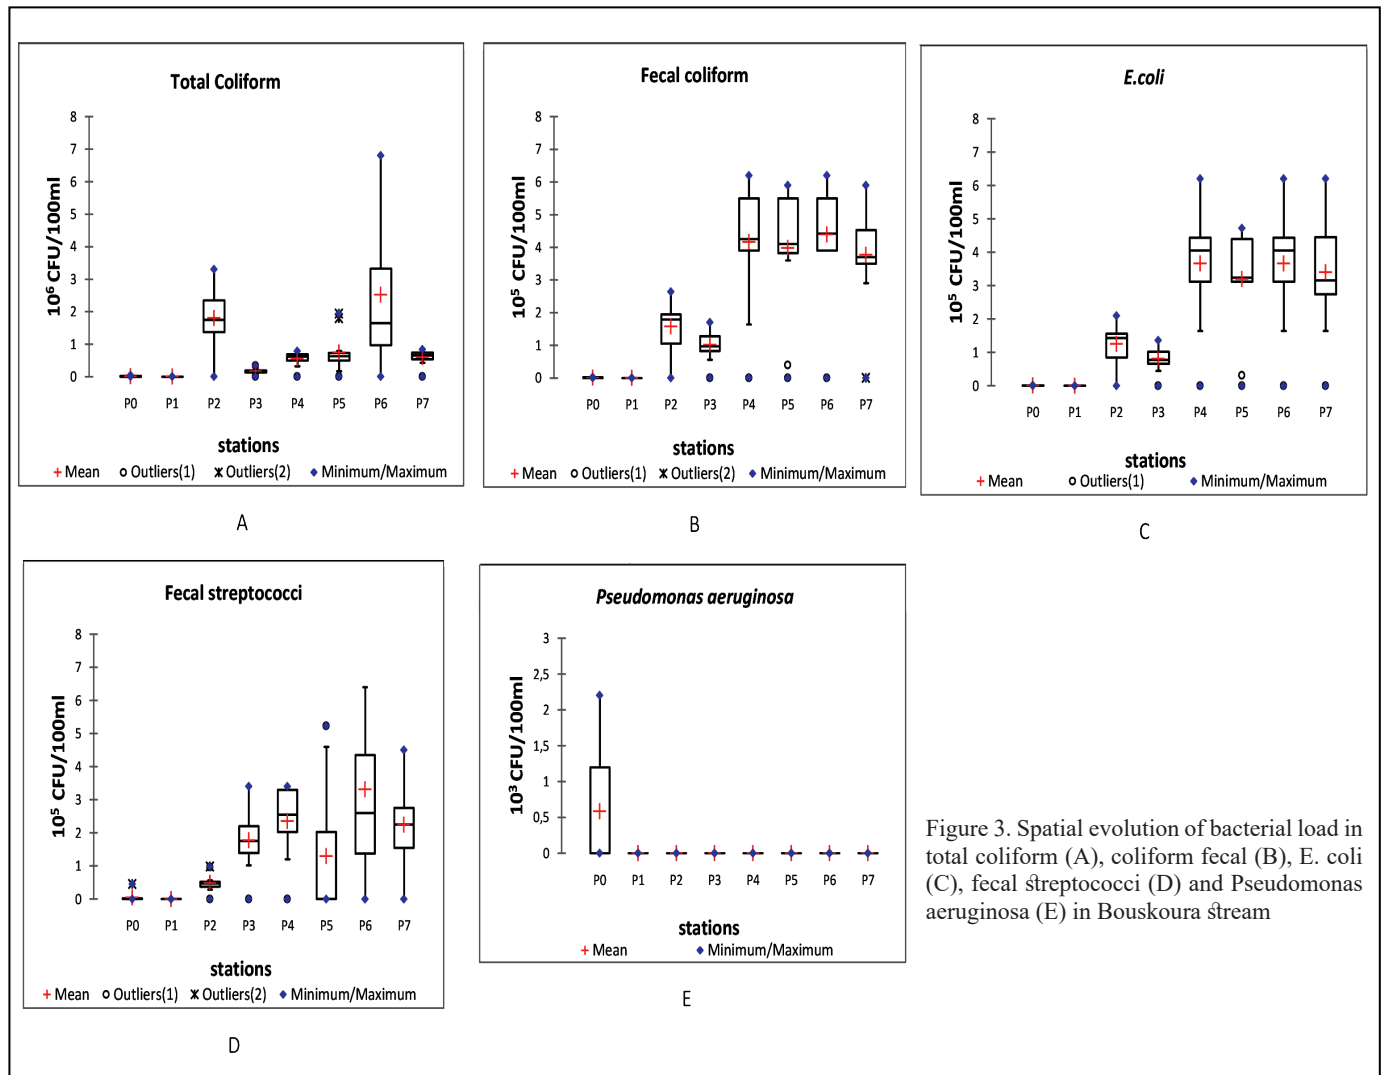 Total Coliform
10⁶ CFU/100ml
8
7
6
5
4
3
2
1
0
P0 P1 P2 P3 P4 P5 P6 P7
stations
Mean Outliers(1) Outliers(2) Minimum/Maximum
A
Fecal coliform
10⁵ CFU/100ml
8
7
6
5
4
3
2
1
0
P0 P1 P2 P3 P4 P5 P6 P7
stations
Mean Outliers(1) Outliers(2) Minimum/Maximum
B
E.coli
10⁵ CFU/100ml
8
7
6
5
4
3
2
1
0
P0 P1 P2 P3 P4 P5 P6 P7
stations
Mean Outliers(1) Minimum/Maximum
C
Fecal streptococci
10⁵ CFU/100ml
8
7
6
5
4
3
2
1
0
P0 P1 P2 P3 P4 P5 P6 P7
stations
Mean Outliers(1) Outliers(2) Minimum/Maximum
D
Pseudomonas aeruginosa
10³ CFU/100ml
3
2,5
2
1,5
1
0,5
0
P0 P1 P2 P3 P4 P5 P6 P7
stations
Mean Minimum/Maximum
E
Figure 3. Spatial evolution of bacterial load in
total coliform (A), coliform fecal (B), E. coli
(C), fecal streptococci (D) and Pseudomonas
aeruginosa (E) in Bouskoura stream